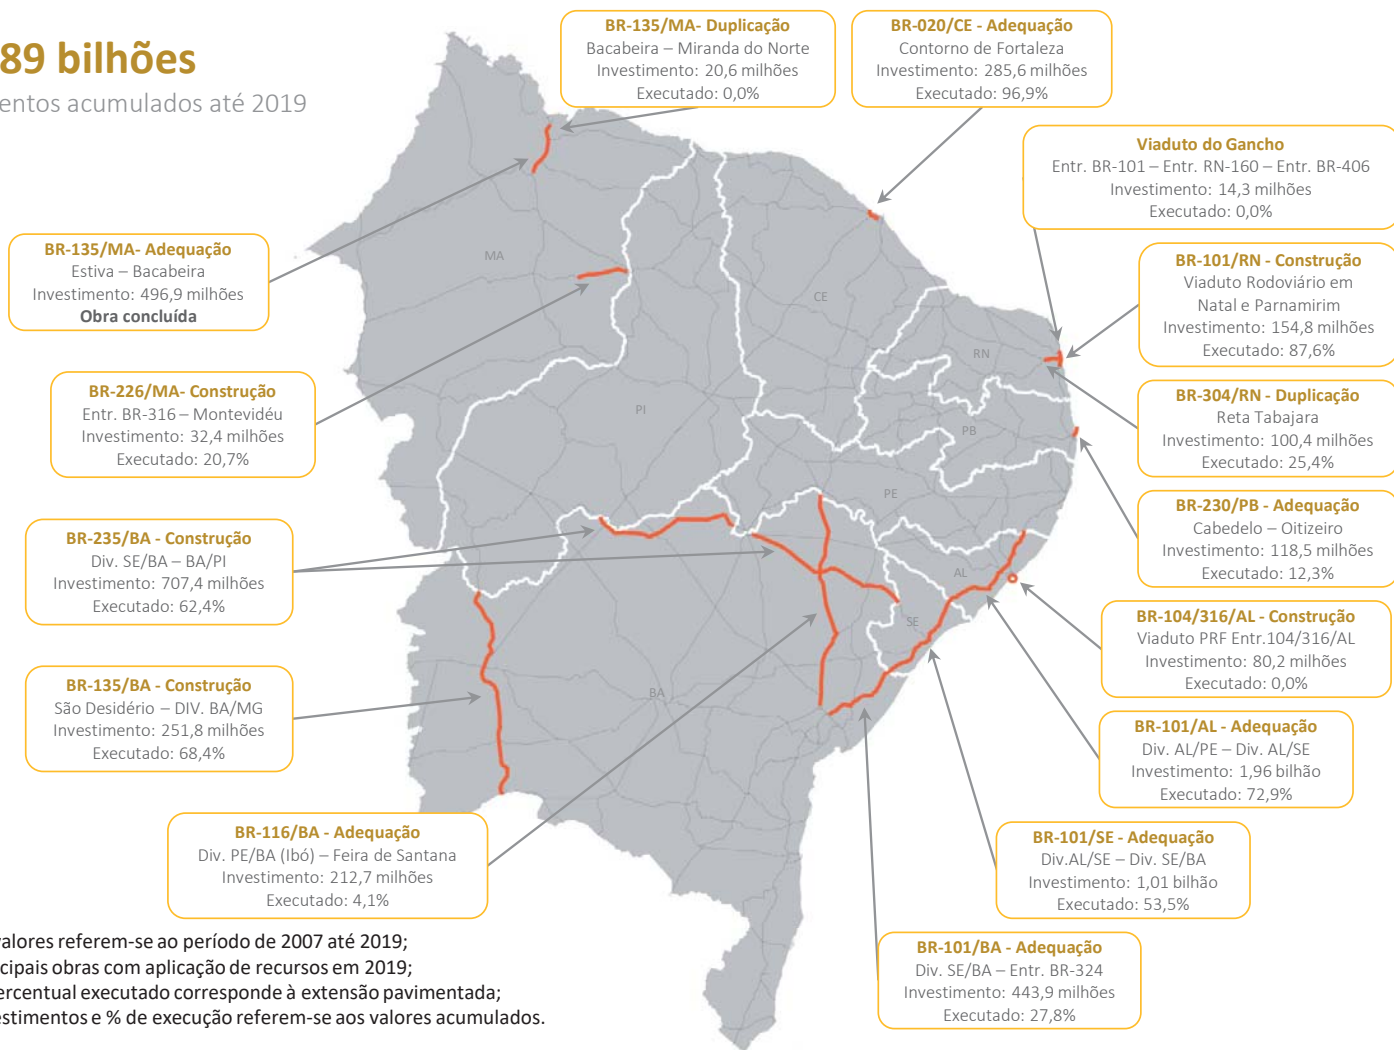 89 bilhões
entos acumulados até 2019
BR-135/MA- Duplicação
Bacabeira – Miranda do Norte
Investimento: 20,6 milhões
Executado: 0,0%
BR-020/CE - Adequação
Contorno de Fortaleza
Investimento: 285,6 milhões
Executado: 96,9%
Viaduto do Gancho
Entr. BR-101 – Entr. RN-160 – Entr. BR-406
Investimento: 14,3 milhões
Executado: 0,0%
BR-135/MA- Adequação
Estiva – Bacabeira
Investimento: 496,9 milhões
Obra concluída
BR-101/RN - Construção
Viaduto Rodoviário em
Natal e Parnamirim
Investimento: 154,8 milhões
Executado: 87,6%
BR-226/MA- Construção
Entr. BR-316 – Montevidéu
Investimento: 32,4 milhões
Executado: 20,7%
BR-304/RN - Duplicação
Reta Tabajara
Investimento: 100,4 milhões
Executado: 25,4%
BR-230/PB - Adequação
Cabedelo – Oitizeiro
Investimento: 118,5 milhões
Executado: 12,3%
BR-235/BA - Construção
Div. SE/BA – BA/PI
Investimento: 707,4 milhões
Executado: 62,4%
BR-104/316/AL - Construção
Viaduto PRF Entr.104/316/AL
Investimento: 80,2 milhões
Executado: 0,0%
BR-135/BA - Construção
São Desidério – DIV. BA/MG
Investimento: 251,8 milhões
Executado: 68,4%
BR-101/AL - Adequação
Div. AL/PE – Div. AL/SE
Investimento: 1,96 bilhão
Executado: 72,9%
BR-116/BA - Adequação
Div. PE/BA (Ibó) – Feira de Santana
Investimento: 212,7 milhões
Executado: 4,1%
BR-101/SE - Adequação
Div.AL/SE – Div. SE/BA
Investimento: 1,01 bilhão
Executado: 53,5%
BR-101/BA - Adequação
Div. SE/BA – Entr. BR-324
Investimento: 443,9 milhões
Executado: 27,8%
MA
CE
RN
PI
PB
PE
AL
SE
BA
valores referem-se ao período de 2007 até 2019;
cipais obras com aplicação de recursos em 2019;
ercentual executado corresponde à extensão pavimentada;
estimentos e % de execução referem-se aos valores acumulados.